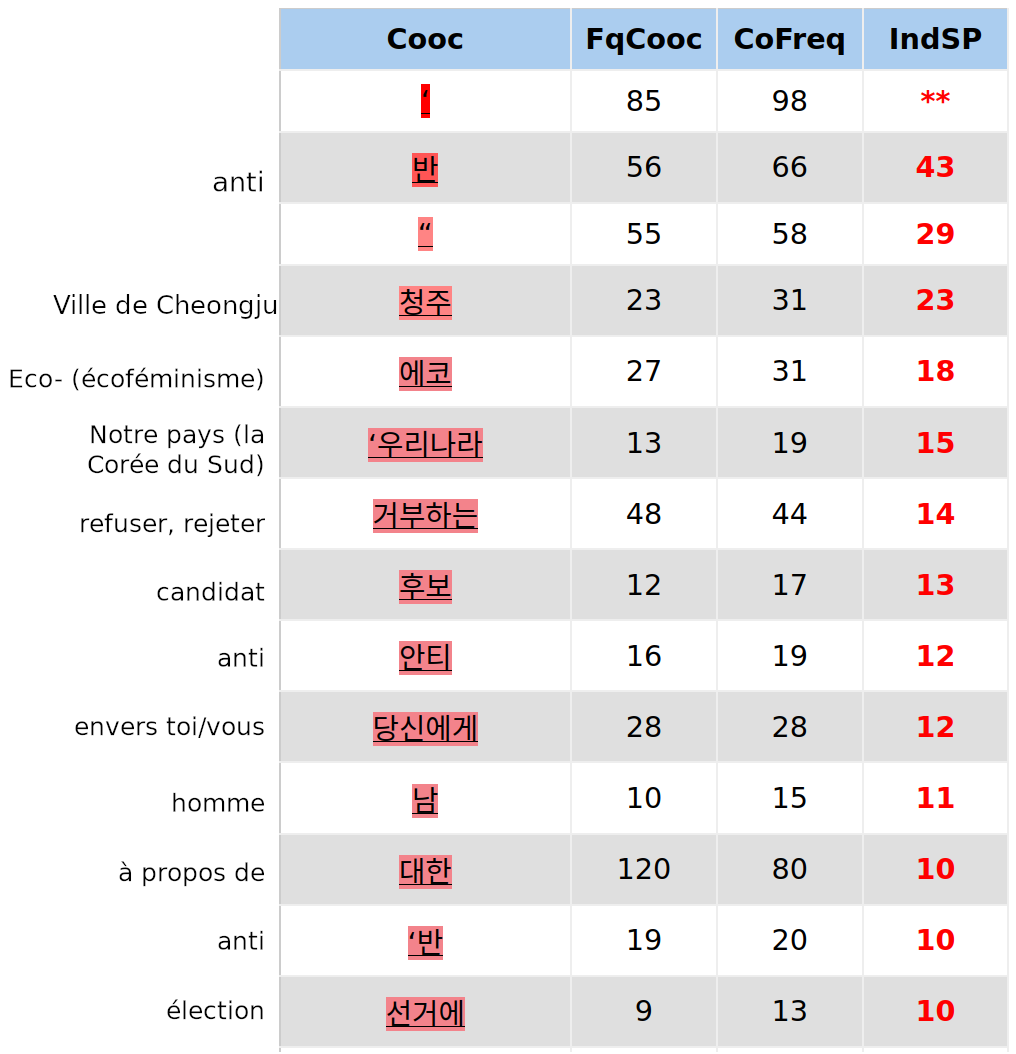 Cooc FqCooc CoFreq IndSP
‘ 85 98 **
anti 반 56 66 43
“ 55 58 29
Ville de Cheongju 청주 23 31 23
Eco- (écoféminisme) 에코 27 31 18
Notre pays (la
Corée du Sud) ‘우리나라 13 19 15
refuser, rejeter 거부하는 48 44 14
candidat 후보 12 17 13
anti 안티 16 19 12
envers toi/vous 당신에게 28 28 12
homme 남 10 15 11
à propos de 대한 120 80 10
anti ‘반 19 20 10
élection 선거에 9 13 10